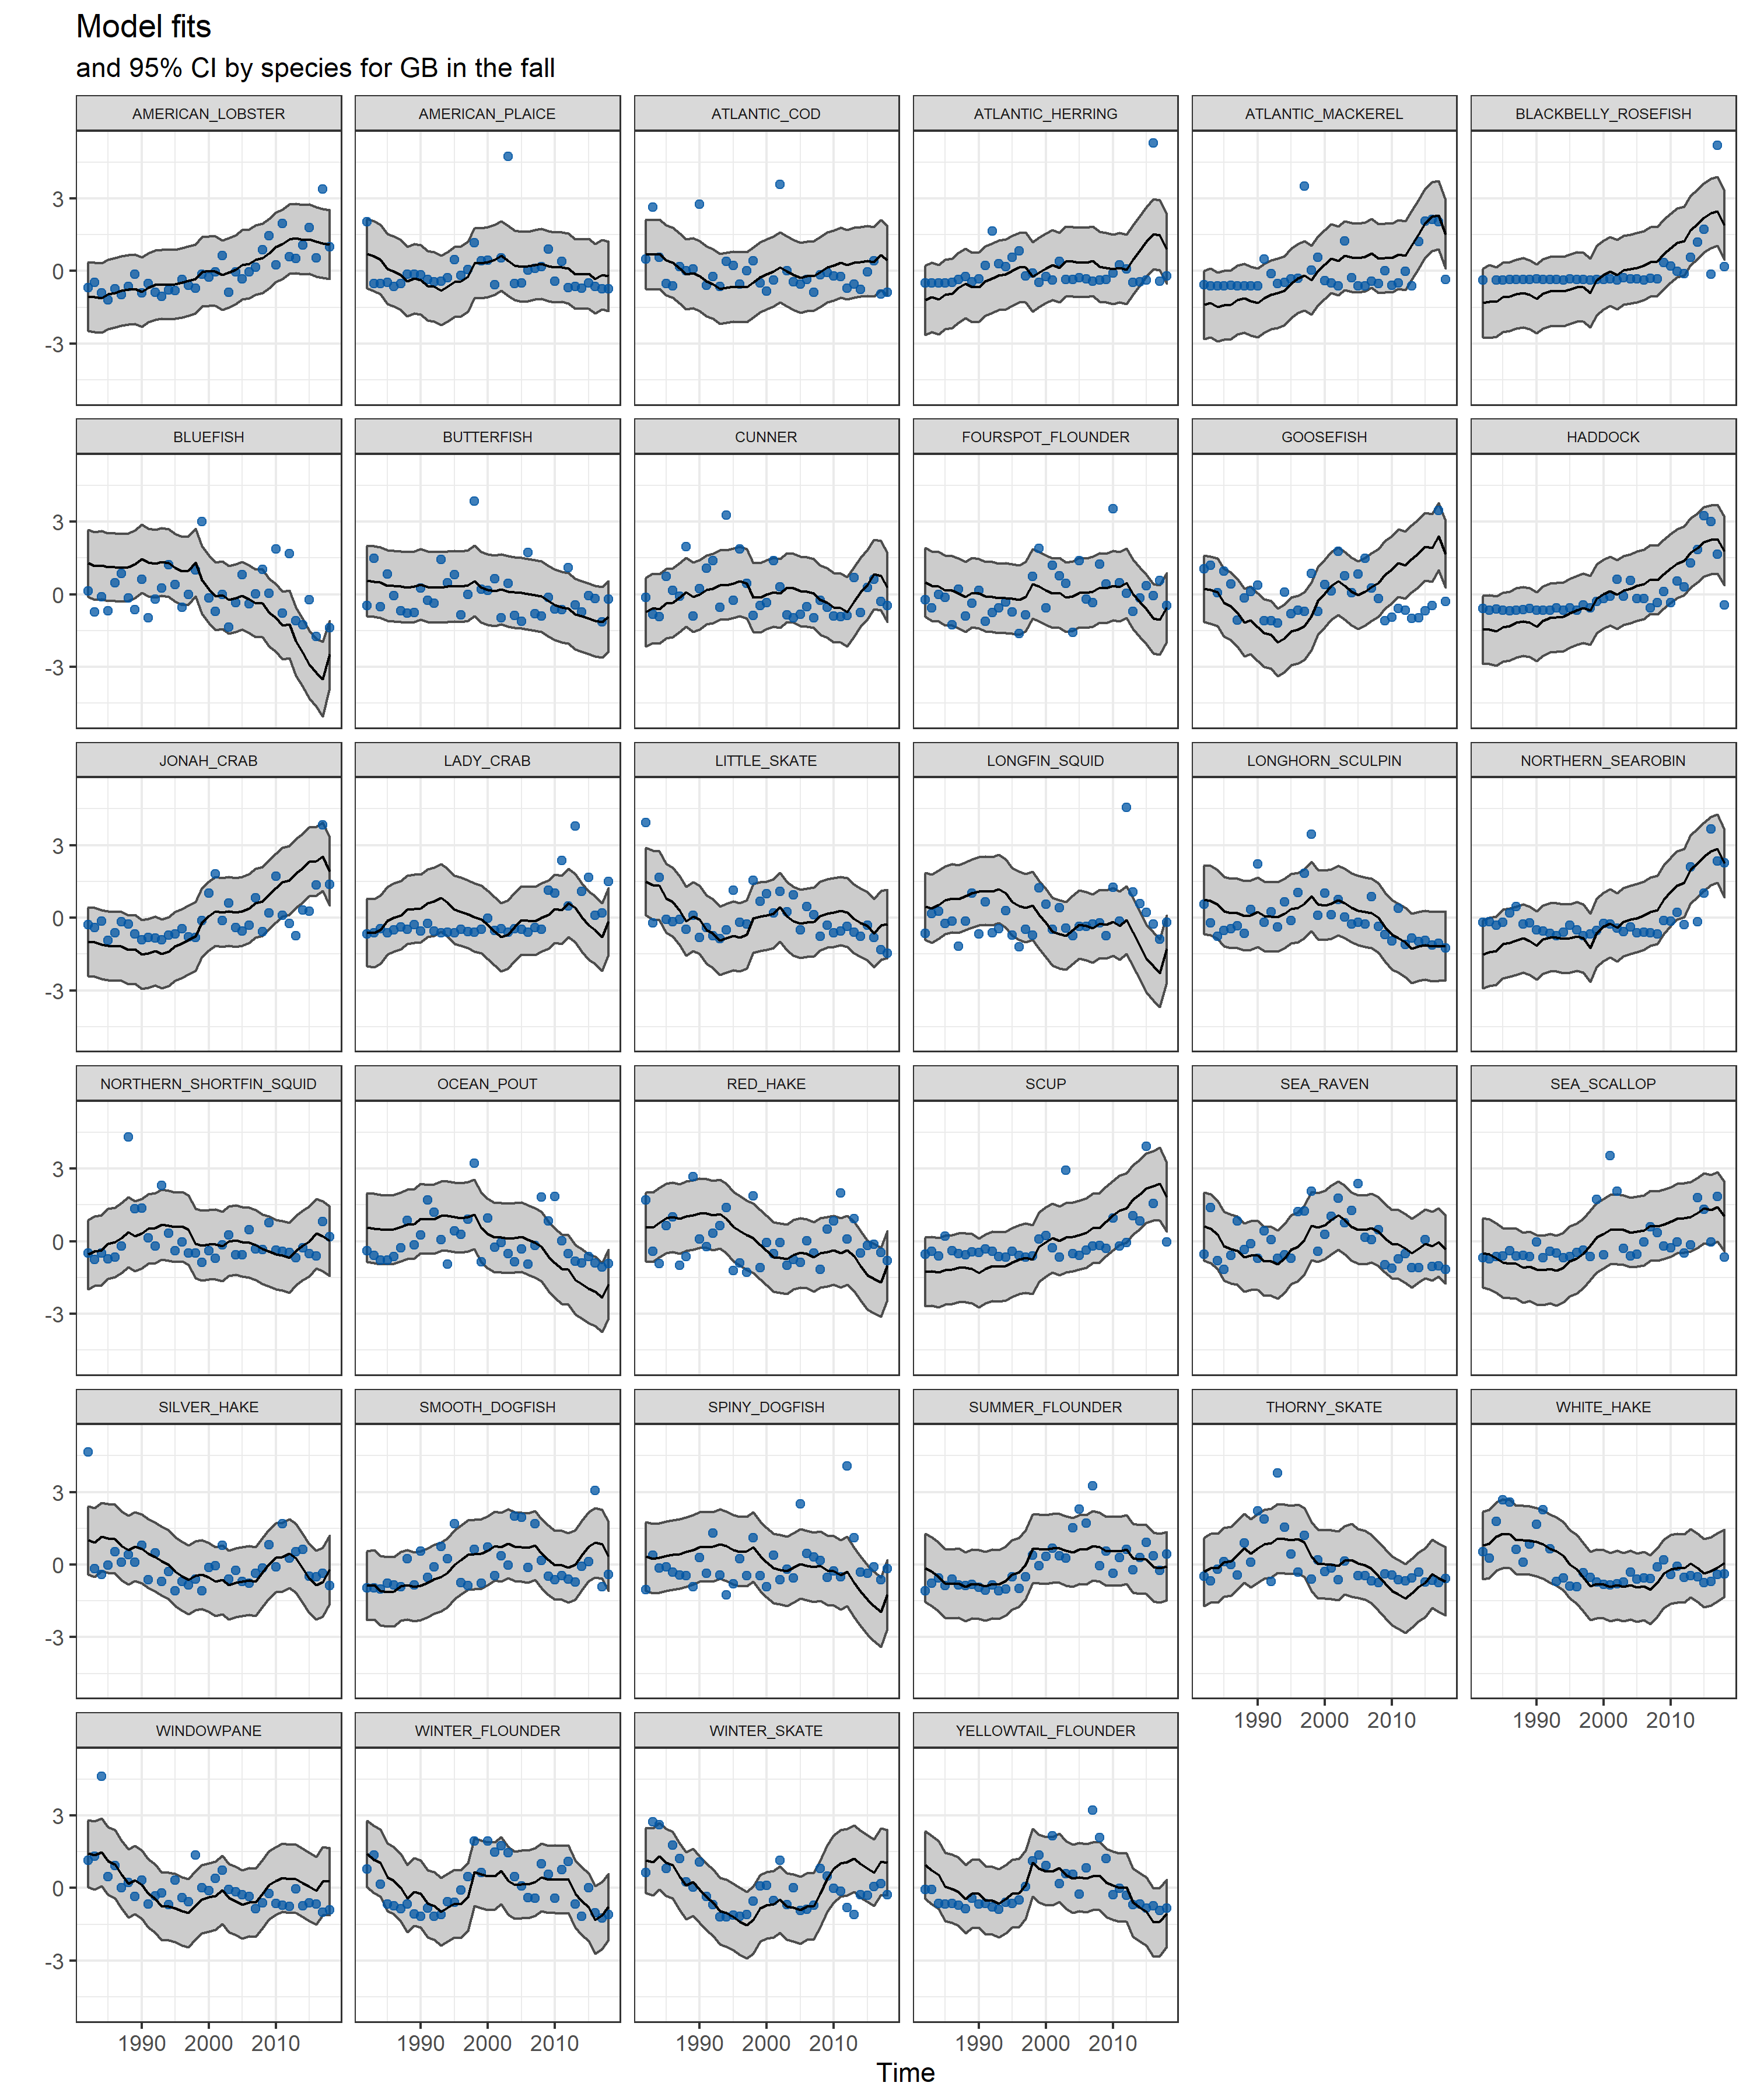 Model fits
and 95% CI by species for GB in the fall
AMERICAN_LOBSTER AMERICAN_PLAICE ATLANTIC_COD ATLANTIC_HERRING ATLANTIC_MACKEREL BLACKBELLY_ROSEFISH
3
0
-3
BLUEFISH BUTTERFISH CUNNER FOURSPOT_FLOUNDER GOOSEFISH HADDOCK
3
0
-3
JONAH_CRAB LADY_CRAB LITTLE_SKATE LONGFIN_SQUID LONGHORN_SCULPIN NORTHERN_SEAROBIN
3
0
-3
NORTHERN_SHORTFIN_SQUID OCEAN_POUT RED_HAKE SCUP SEA_RAVEN SEA_SCALLOP
3
0
-3
SILVER_HAKE SMOOTH_DOGFISH SPINY_DOGFISH SUMMER_FLOUNDER THORNY_SKATE WHITE_HAKE
3
0
-3
1990 2000 2010 1990 2000 2010
WINDOWPANE WINTER_FLOUNDER WINTER_SKATE YELLOWTAIL_FLOUNDER
3
0
-3
1990 2000 2010 1990 2000 2010 1990 2000 2010 1990 2000 2010
Time